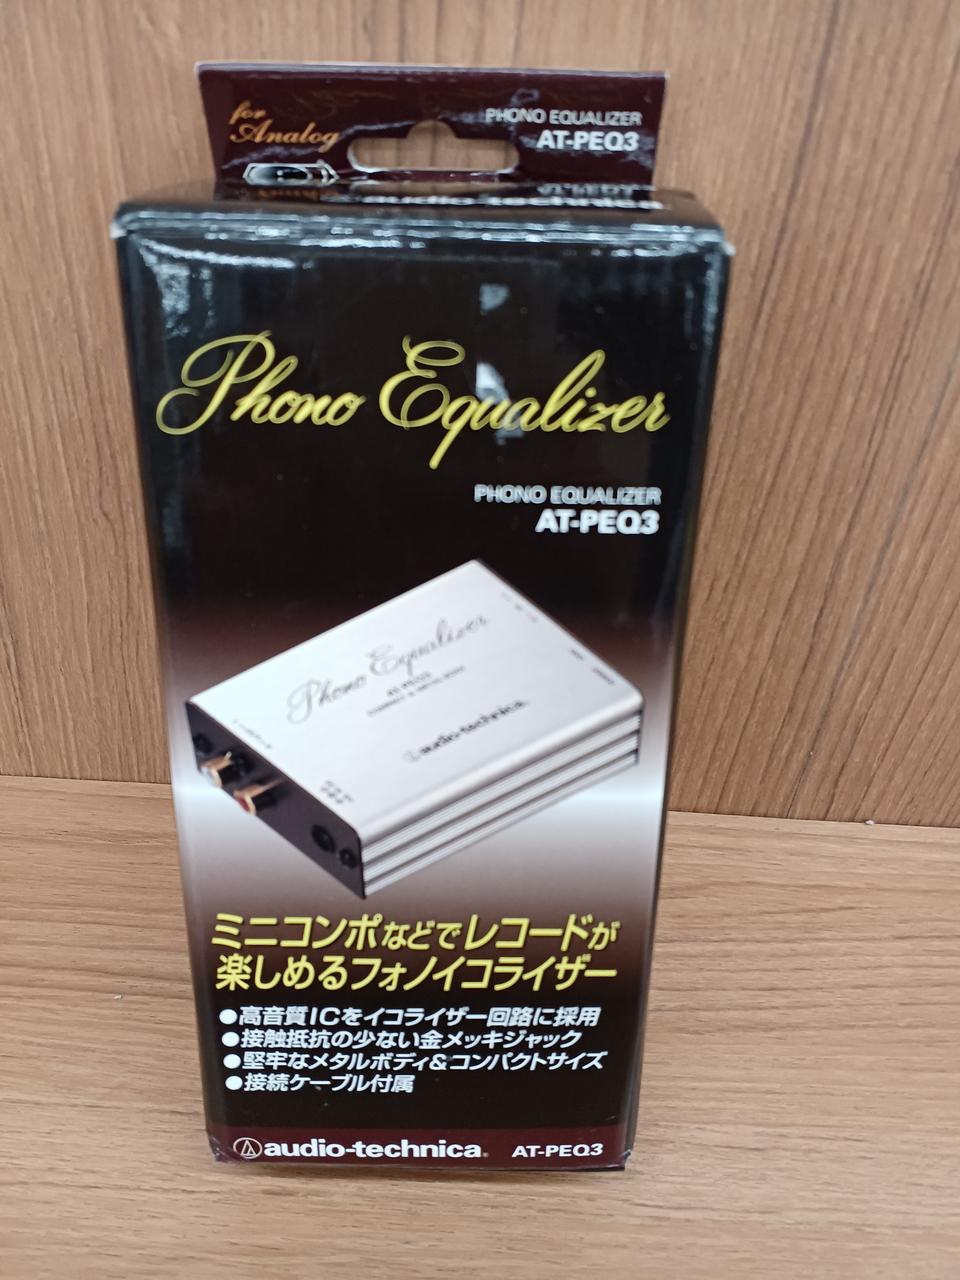 for
Analog
PHONO EQUALIZER
AT-PEQ3
audio-technica
Phono Equalizer
PHONO EQUALIZER
AT-PEQ3
Phono Equalizer
AT-PEQ3
audio-technica
ミニコンポなどでレコードが
楽しめるフォノイコライザー
●高音質ICをイコライザー回路に採用
●接触抵抗の少ない金メッキジャック
●堅牢なメタルボディ&コンパクトサイズ
●接続ケーブル付属
audio-technica® AT-PEQ3